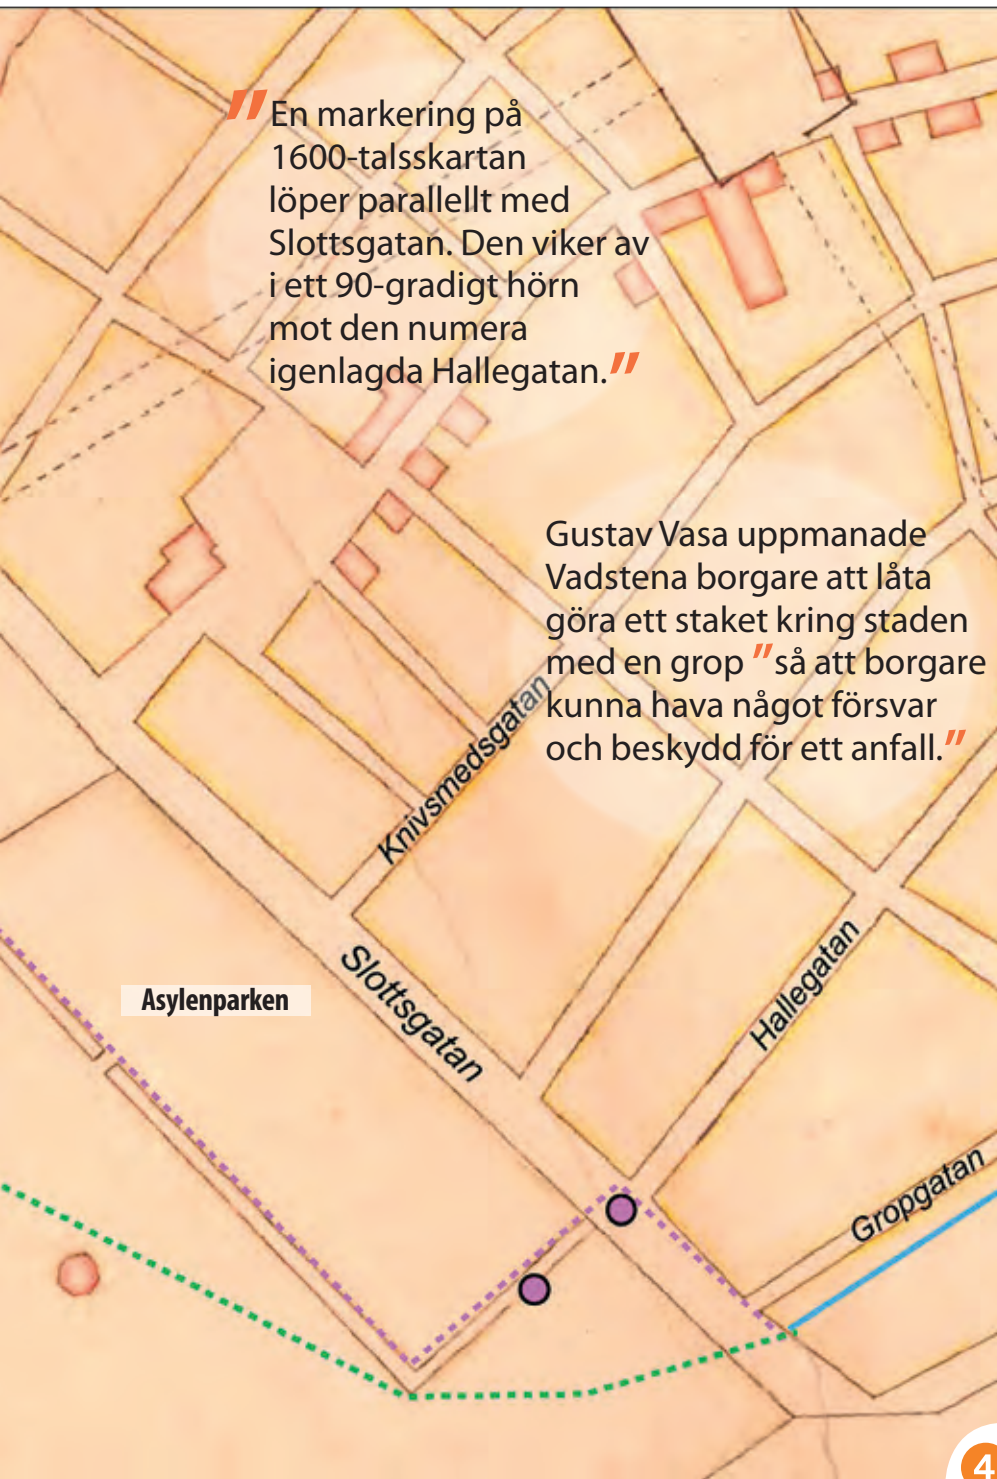 "En markering på
1600-talsskartan
löper parallellt med
Slottsgatan. Den viker av
i ett 90-gradigt hörn
mot den numera
igenlagda Hallegatan."
Gustav Vasa uppmanade
Vadstena borgare att låta
göra ett staket kring staden
med en grop "så att borgare
kunna hava något försvar
och beskydd för ett anfall."
Knivsmedsgatan
Slottsgatan
Asylenparken
Hallegatan
Gropgatan
4